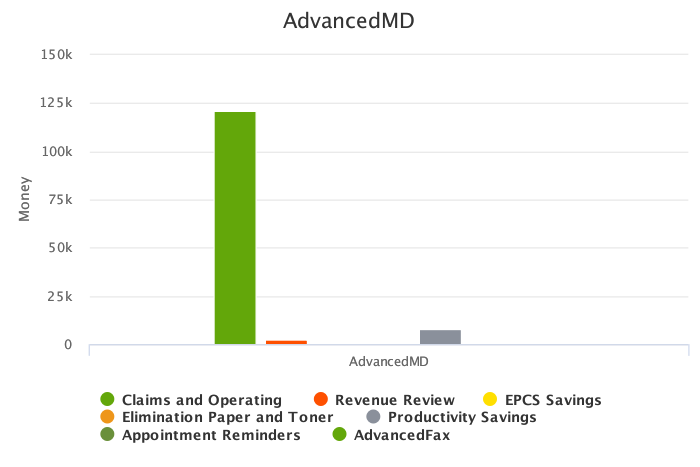 AdvancedMD
150k
125k
100k
75k
50k
25k
0
Money
AdvancedMD
Claims and Operating Revenue Review EPCS Savings
Elimination Paper and Toner Productivity Savings
Appointment Reminders AdvancedFax